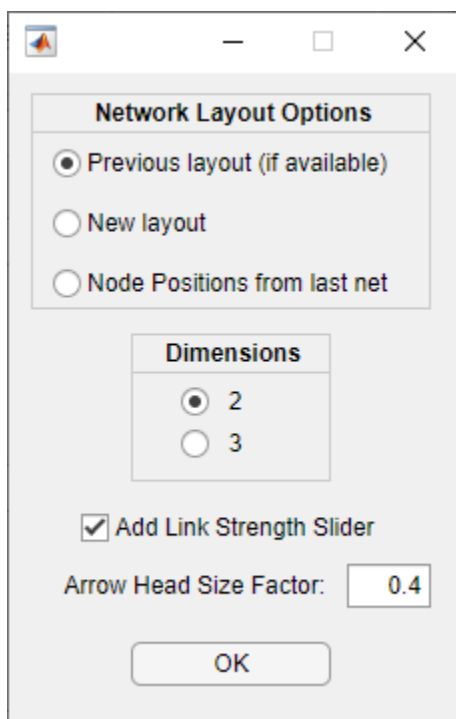 Network Layout Options
Previous layout (if available)
New layout
Node Positions from last net
Dimensions
2
3
Add Link Strength Slider
Arrow Head Size Factor: 0.4
OK